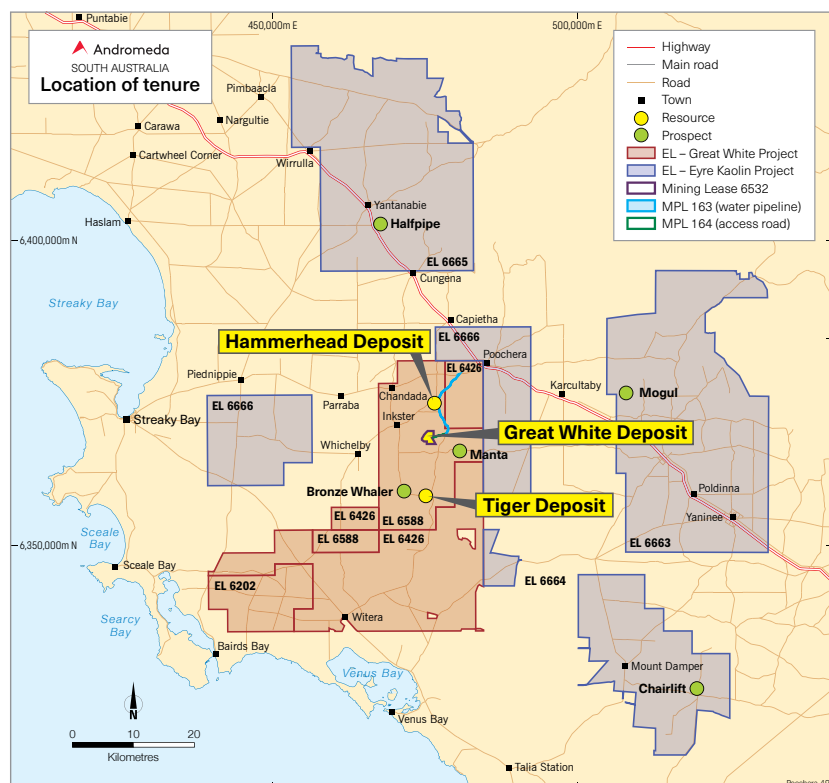 450,000m E
500,000m E
Puntabie
Andromeda
SOUTH AUSTRALIA
Location of tenure
Highway
Main road
Road
Town
Resource
Prospect
EL – Great White Project
EL – Eyre Kaolin Project
Mining Lease 6532
MPL 163 (water pipeline)
MPL 164 (access road)
Pimbaacla
Nargultie
Carawa
Cartwheel Corner
Wirrulla
Yantanabie
Haslam
Halfpipe
6,400,000m N
EL 6665
Cungena
Streaky Bay
Capietha
EL 6666
Hammerhead Deposit
Poochera
EL 6426
Piednippie
Chandada
Karcultaby
Mogul
Parraba
EL 6666
Inkster
Streaky Bay
Great White Deposit
Whichelby
Manta
Bronze Whaler
Poldinna
Tiger Deposit
Yaninee
EL 6426
EL 6588
Sceale
Bay
EL 6588
EL 6426
6,350,000m N
EL 6663
Sceale Bay
EL 6664
EL 6202
Searcy
Bay
Witera
Bairds Bay
Mount Damper
Venus Bay
Chairlift
N
Venus Bay
0
10
20
Kilometres
Talia Station